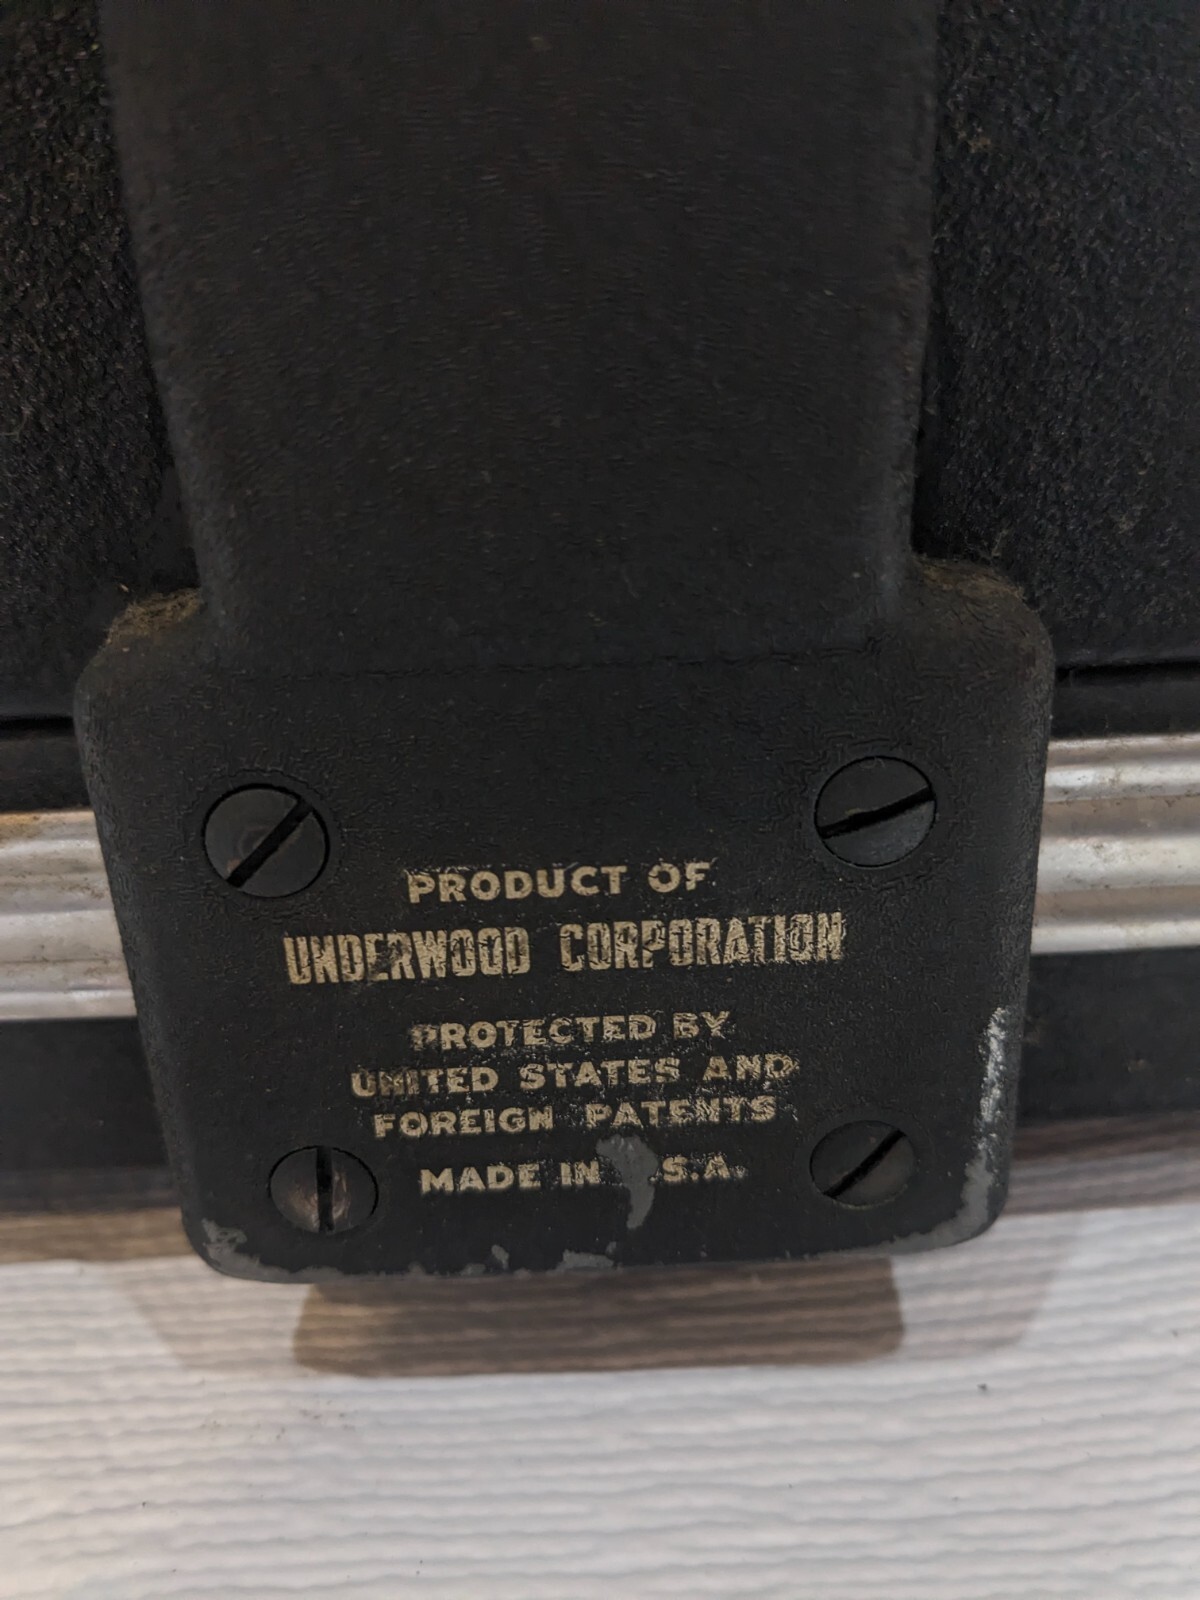 PRODUCT OF
UNDERWOOD CORPORATION
PROTECTED BY
UNITED STATES AND
FOREIGN PATENTS
MADE IN S.A.